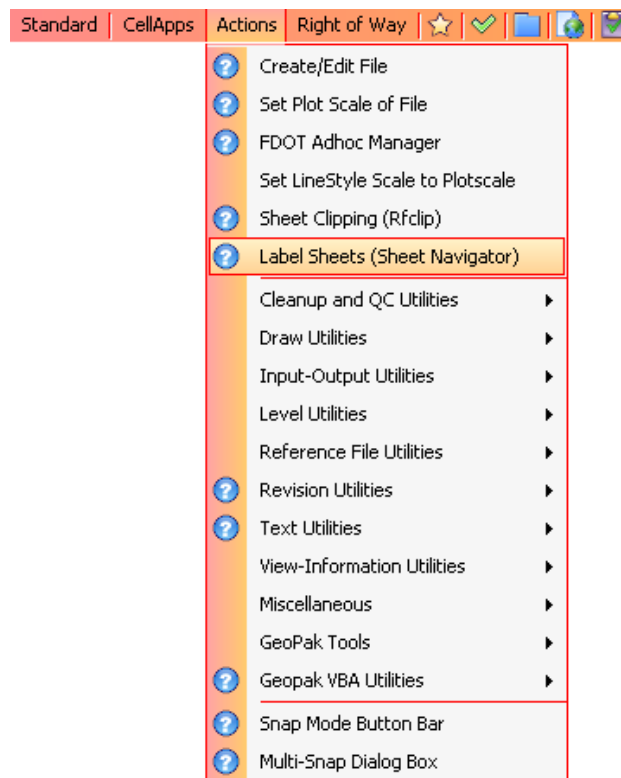 Standard CellApps Actions Right of Way
Create/Edit File
Set Plot Scale of File
FDOT Adhoc Manager
Set LineStyle Scale to Plotscale
Sheet Clipping (Rfclip)
Label Sheets (Sheet Navigator)
Cleanup and QC Utilities
Draw Utilities
Input-Output Utilities
Level Utilities
Reference File Utilities
Revision Utilities
Text Utilities
View-Information Utilities
Miscellaneous
GeoPak Tools
Geopak VBA Utilities
Snap Mode Button Bar
Multi-Snap Dialog Box